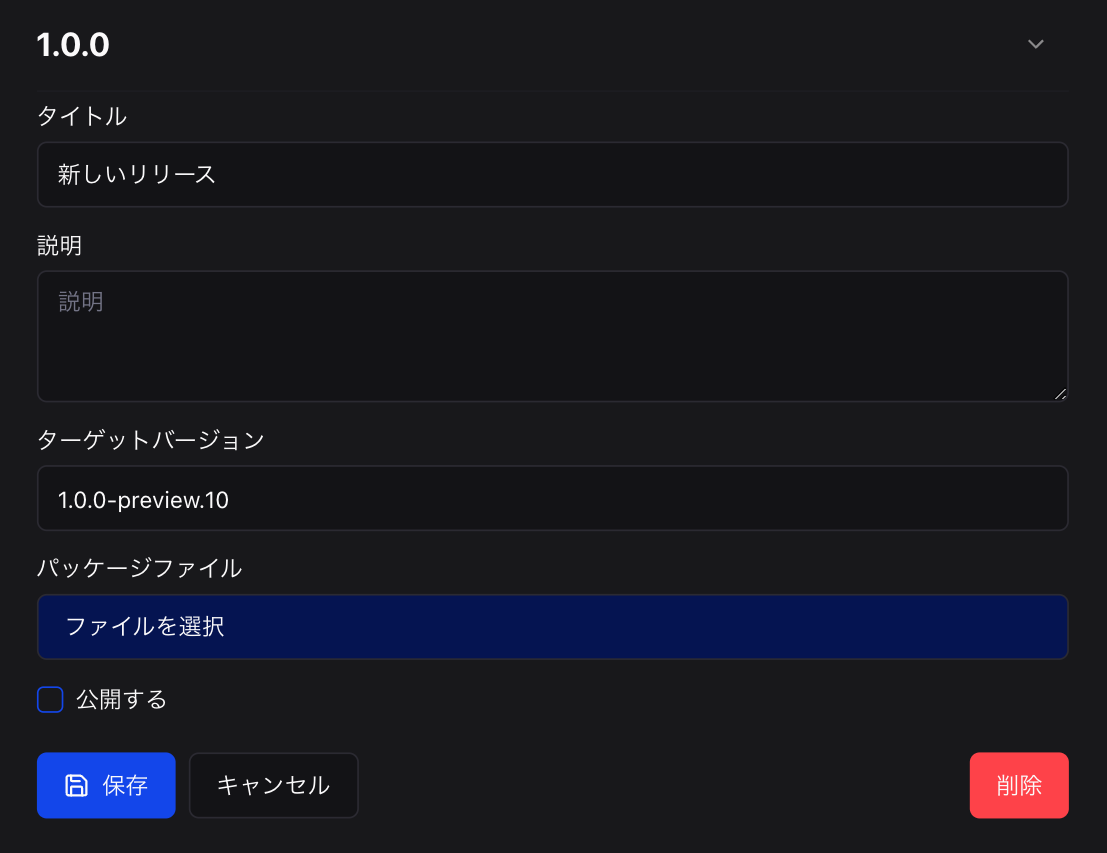 1.0.0
タイトル
新しいリリース
説明
説明
ターゲットバージョン
1.0.0-preview.10
パッケージファイル
ファイルを選択
公開する
保存 キャンセル 削除